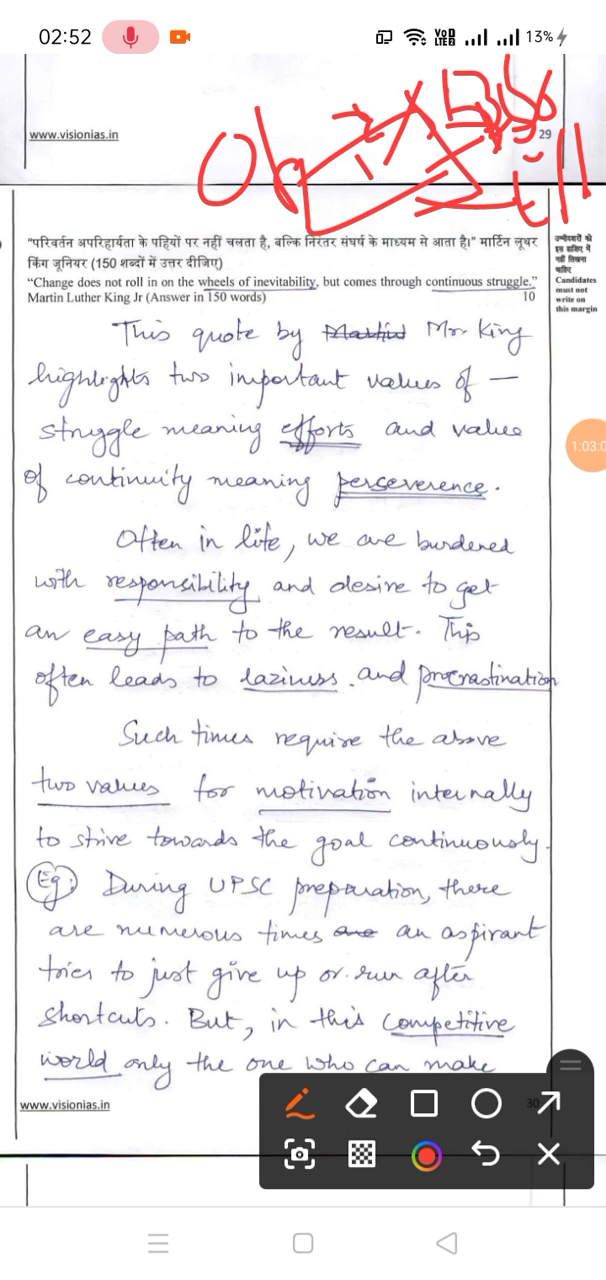 02:52
VoD
LTE2
13%
www.visionias.in
29
"परिवर्तन अपरिहार्यता के पहियों पर नहीं चलता है, बल्कि निरंतर संघर्ष के माध्यम से आता है।" मार्टिन लूथर
किंग जूनियर (150 शब्दों में उत्तर दीजिए)
"Change does not roll in on the wheels of inevitability, but comes through continuous struggle."
Martin Luther King Jr (Answer in 150 words)
10
उम्मीदवारों को
इस हाशिए में
नहीं लिखना
चाहिए
Candidates
must not
write on
this margin
This quote by Martin Mr. King
highlights two important values of —
struggle meaning efforts and value
of continuity meaning perseverence.
Often in life, we are burdened
with responsibility and desire to get
an easy path to the result. This
often leads to laziness and procrastination
Such times require the above
two values for motivation internally
to strive towards the goal continuously.
Eg: During UPSC preparation, there
are numerous times are an aspirant
tries to just give up or run after
shortcuts. But, in this competitive
world only the one who can make
1:03:0
www.visionias.in
30